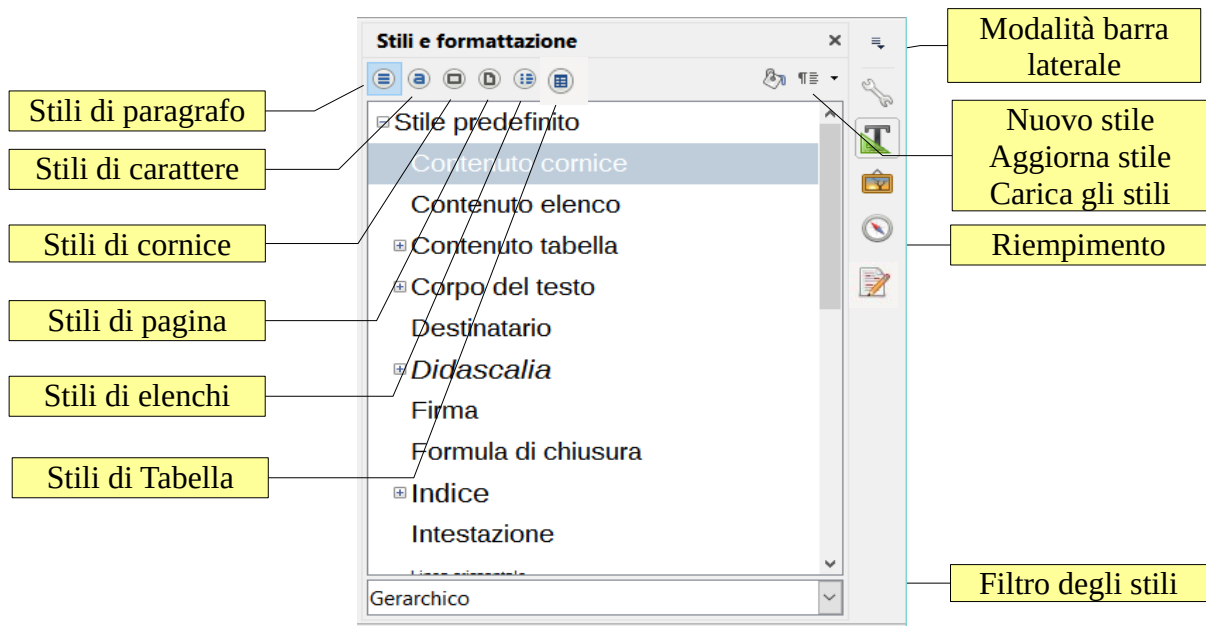 Stili e formattazione
Stili di paragrafo
Stili di carattere
Stili di cornice
Stili di pagina
Stili di elenchi
Stili di Tabella
Stile predefinito
Contenuto cornice
Contenuto elenco
Contenuto tabella
Corpo del testo
Destinatario
Didascalia
Firma
Formula di chiusura
Indice
Intestazione
Gerarchico
Modalità barra
laterale
Nuovo stile
Aggiorna stile
Carica gli stili
Riempimento
Filtro degli stili